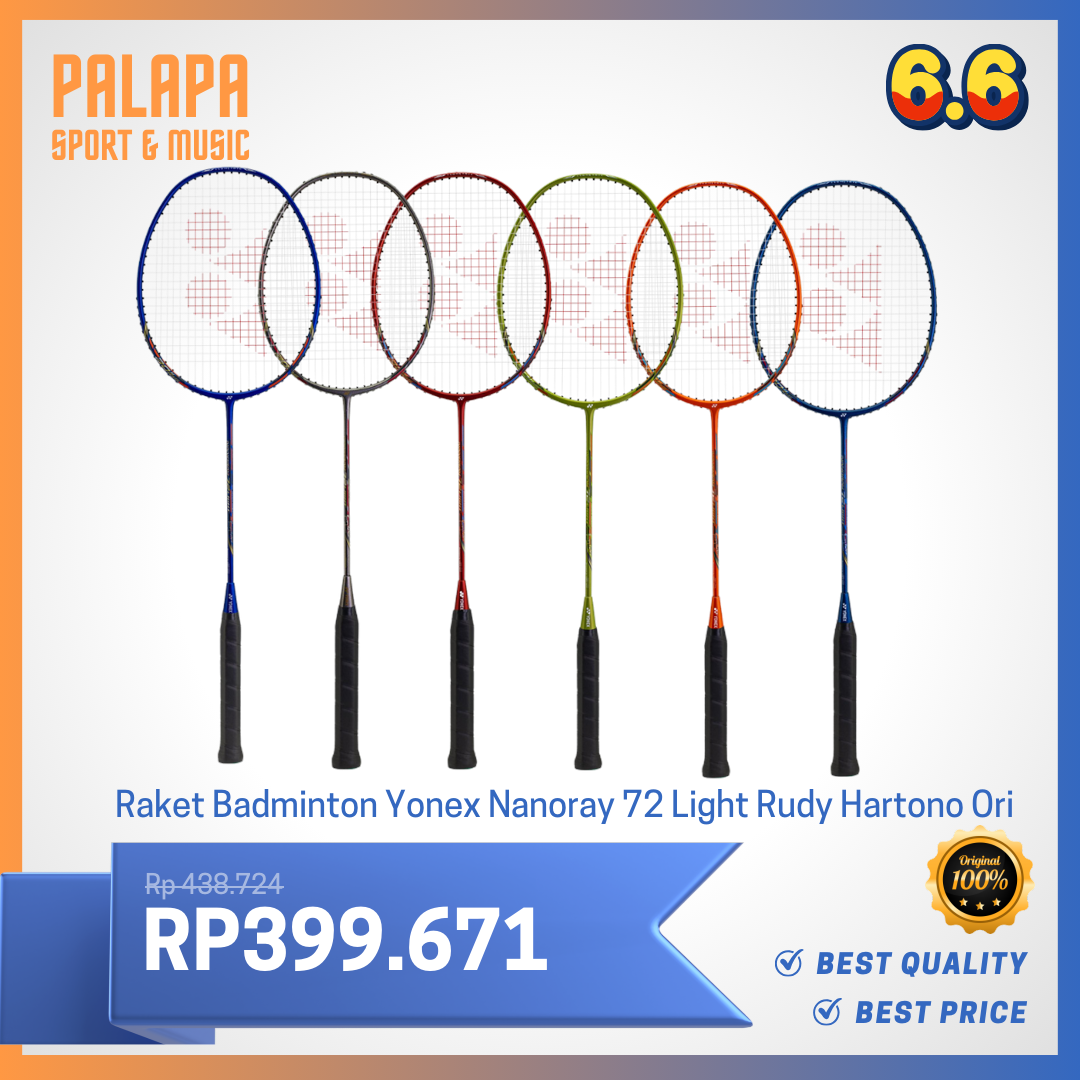 PALAPA
SPORT & MUSIC
6.6
Raket Badminton Yonex Nanoray 72 Light Rudy Hartono Ori
Rp 438.724
RP399.671
Original
100%
BEST QUALITY
BEST PRICE